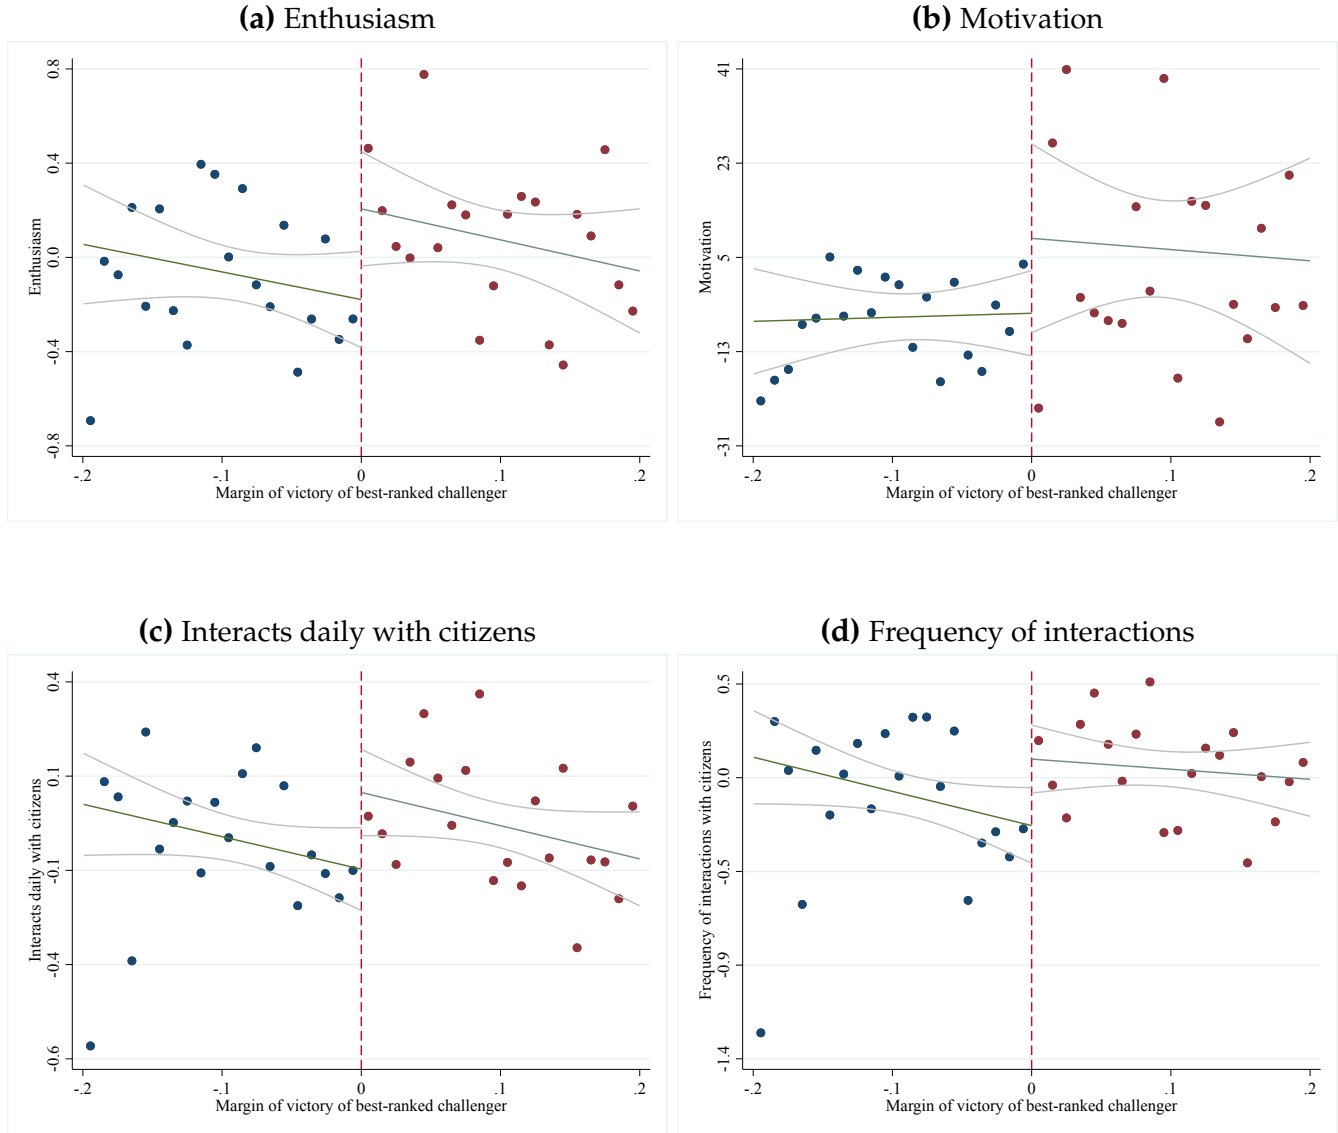 (a) Enthusiasm
0.8
0.4
0.0
-0.4
-0.8
Enthusiasm
-.2 -.1 0 .1 .2
Margin of victory of best-ranked challenger
(b) Motivation
41
23
5
-13
-31
Motivation
-.2 -.1 0 .1 .2
Margin of victory of best-ranked challenger
(c) Interacts daily with citizens
0.4
0.1
-0.1
-0.4
-0.6
Interacts daily with citizens
-.2 -.1 0 .1 .2
Margin of victory of best-ranked challenger
(d) Frequency of interactions
0.5
0.0
-0.5
-0.9
-1.4
Frequency of interactions with citizens
-.2 -.1 0 .1 .2
Margin of victory of best-ranked challenger